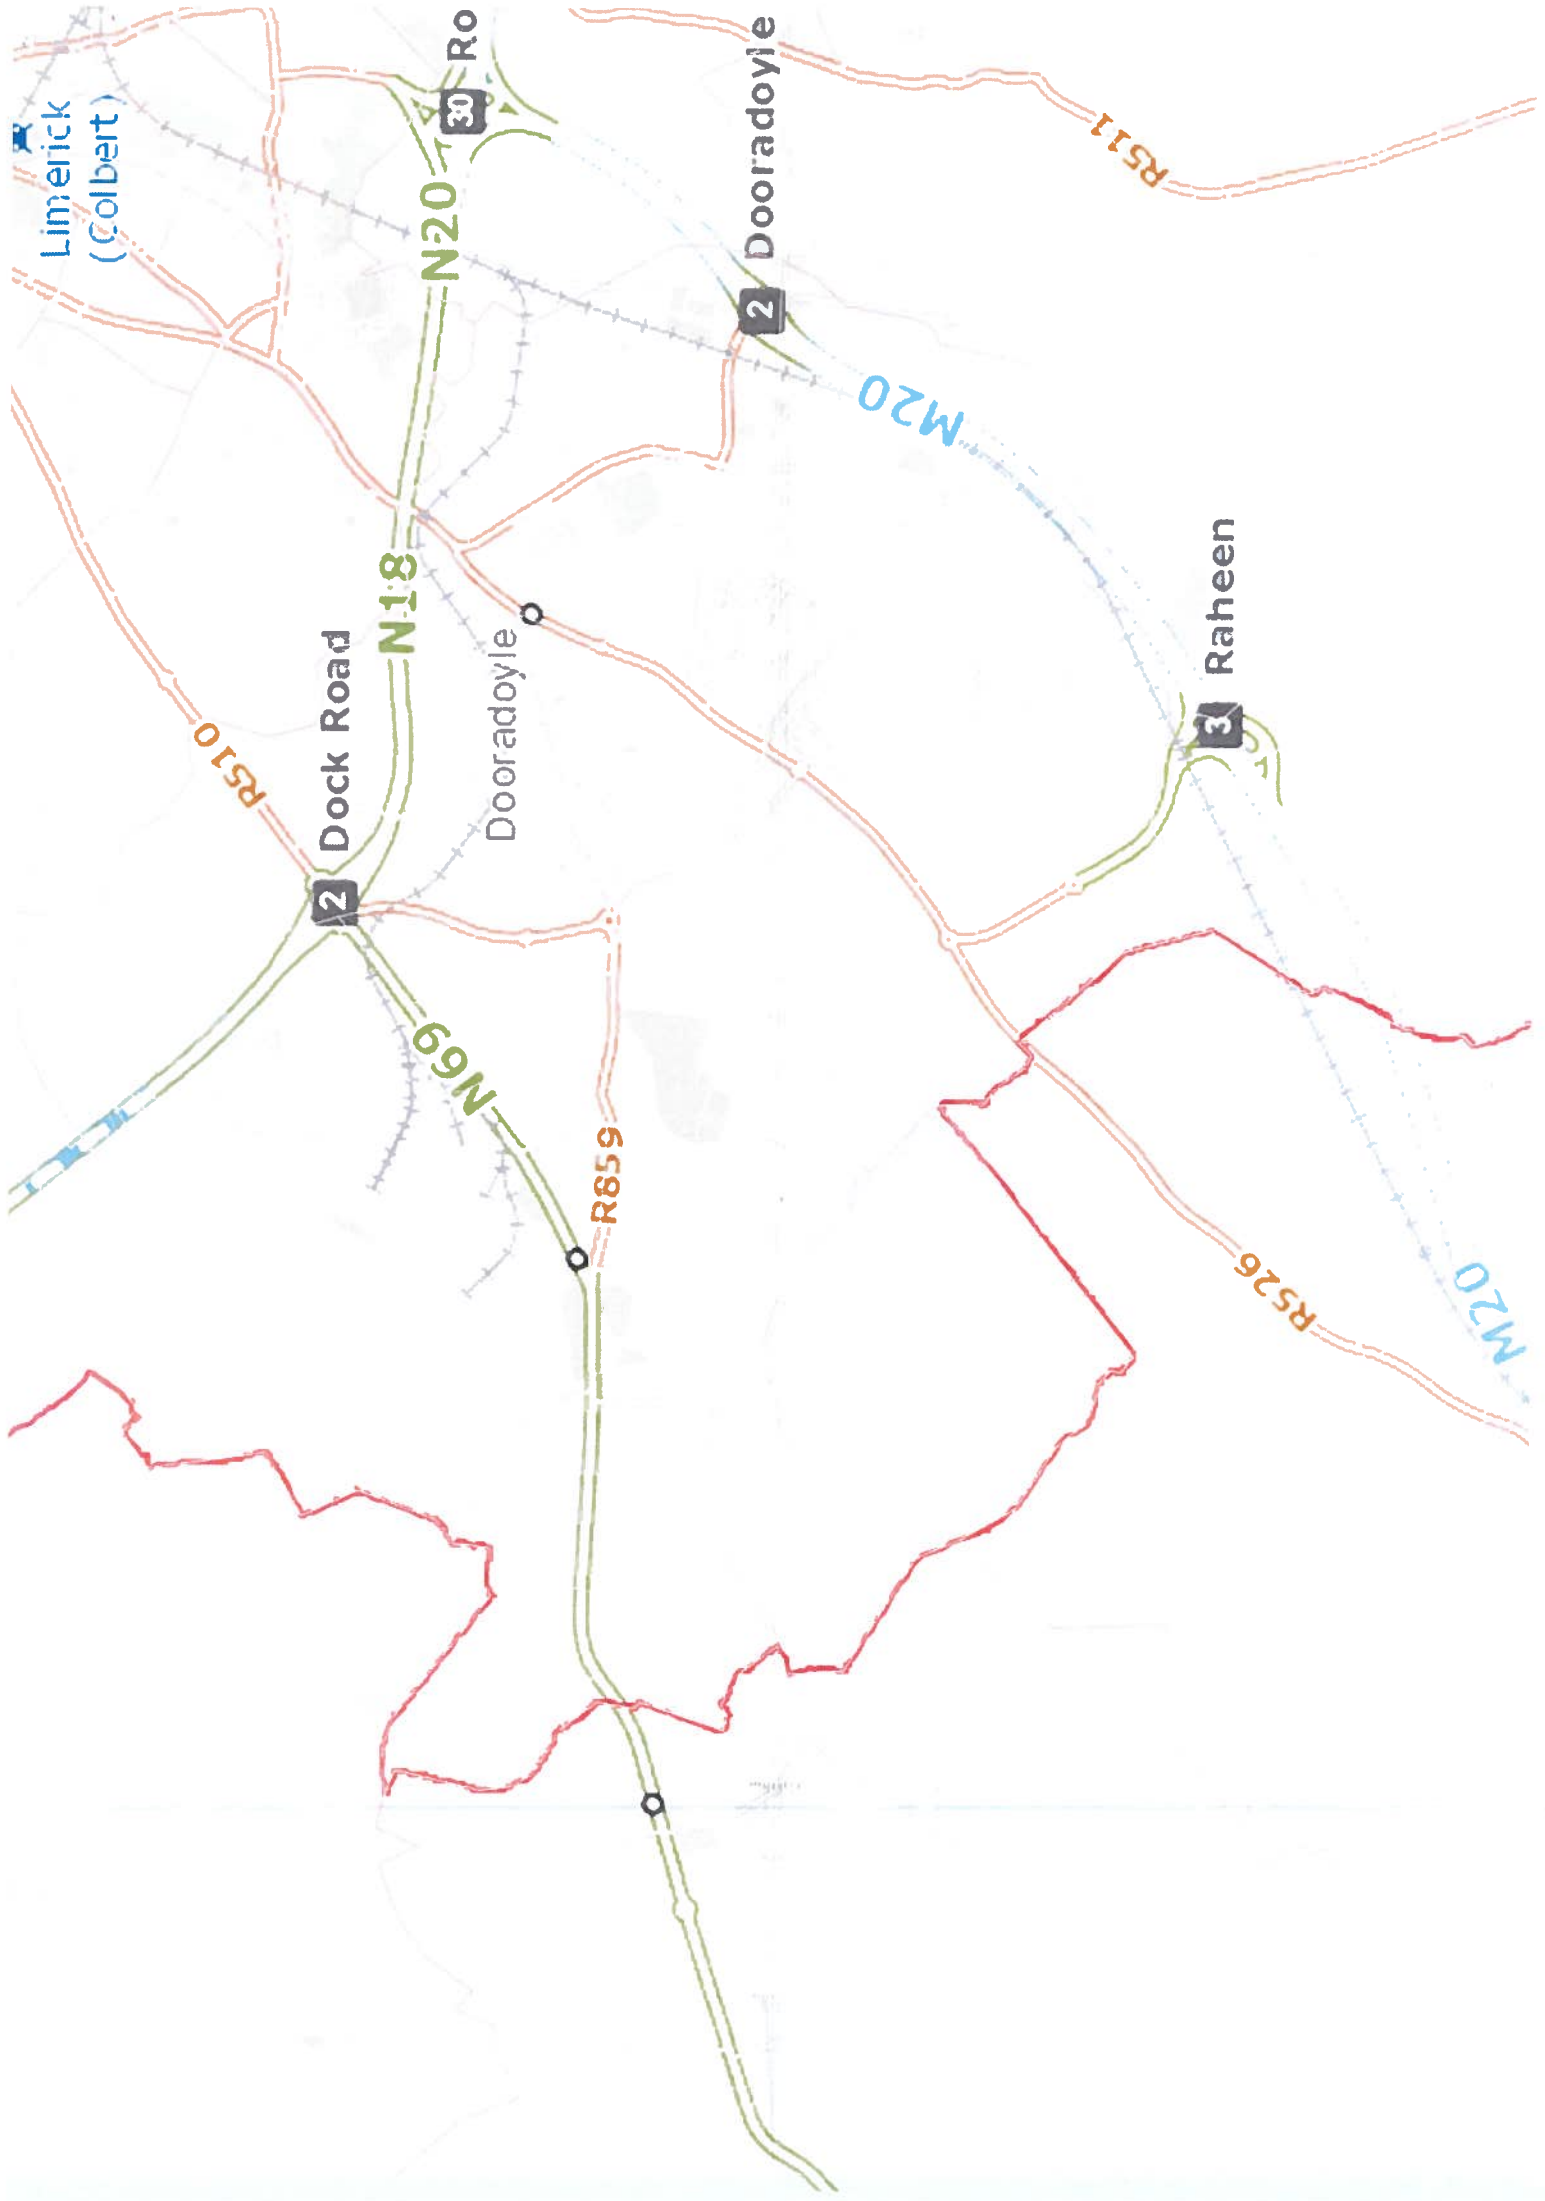 Limerick
(Colbert)
R510
2 Dock Road
N18
N20
N69
30 Ro
Dooradoyle
R859
2 Dooradoyle
M20
R511
3 Raheen
R526
M20